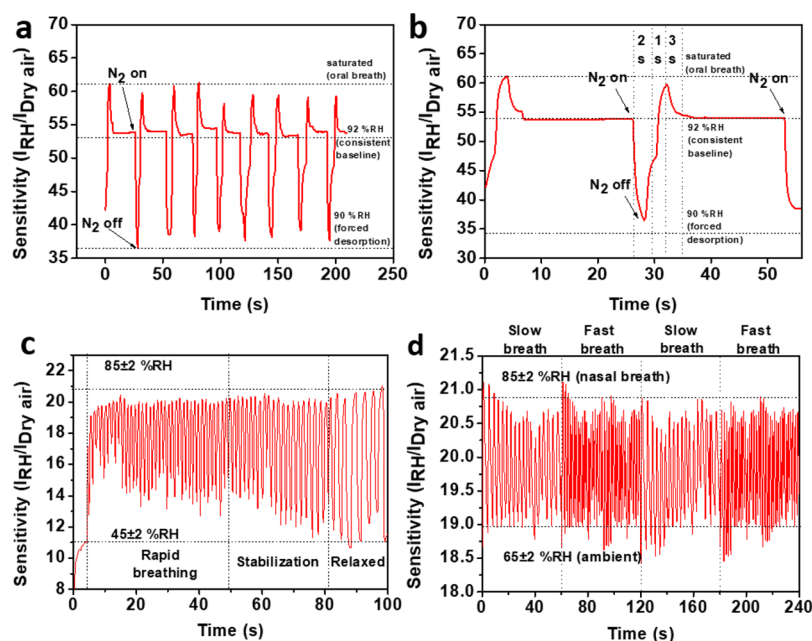 a
Sensitivity (I_RH/I_Dry air)
70
65
60
55
50
45
40
35
0 50 100 150 200 250
Time (s)
N₂ on
N₂ off
saturated
(oral breath)
92 %RH
(consistent
baseline)
90 %RH
(forced
desorption)
b
Sensitivity (I_RH/I_Dry air)
70
65
60
55
50
45
40
35
30
0 10 20 30 40 50
Time (s)
2 1 3
s s s
saturated
(oral breath)
N₂ on
N₂ on
92 %RH
(consistent
baseline)
N₂ off
90 %RH
(forced
desorption)
c
Sensitivity (I_RH/I_Dry air)
22
20
18
16
14
12
10
8
0 20 40 60 80 100
Time (s)
85±2 %RH
45±2 %RH
Rapid
breathing
Stabilization
Relaxed
d
Slow
breath
Fast
breath
Slow
breath
Fast
breath
Sensitivity (I_RH/I_Dry air)
21.5
21.0
20.5
20.0
19.5
19.0
18.5
18.0
0 40 80 120 160 200 240
Time (s)
85±2 %RH (nasal breath)
65±2 %RH (ambient)